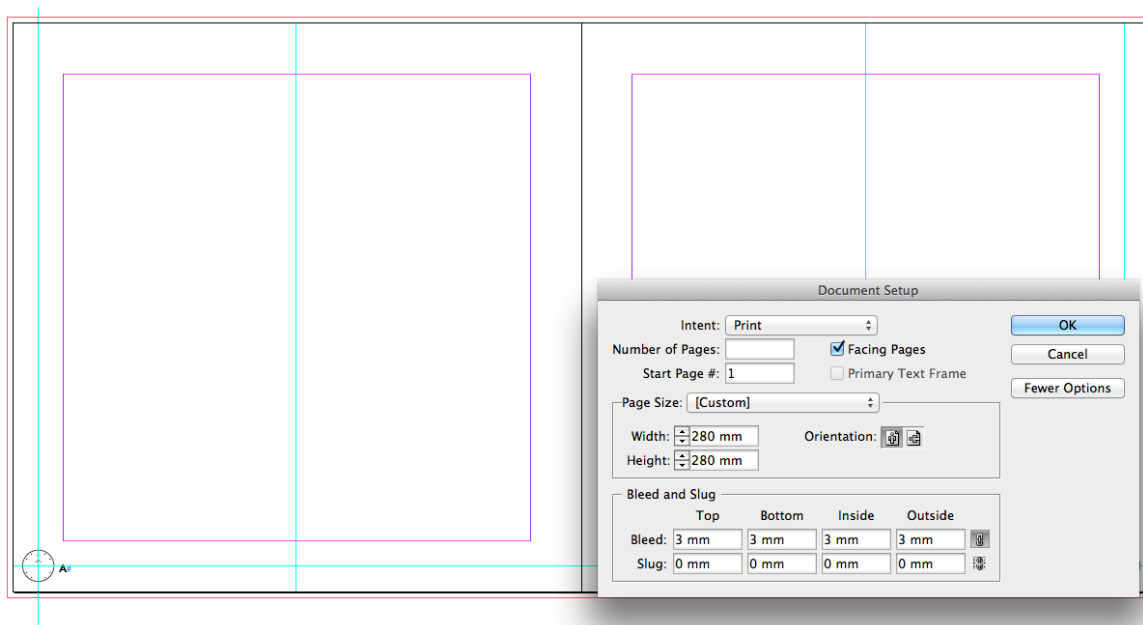 Document Setup
Intent: Print
OK
Number of Pages:
Facing Pages
Cancel
Start Page #: 1
Primary Text Frame
Fewer Options
Page Size: [Custom]
Width: 280 mm
Orientation:
Height: 280 mm
Bleed and Slug
Top Bottom Inside Outside
Bleed: 3 mm 3 mm 3 mm 3 mm
Slug: 0 mm 0 mm 0 mm 0 mm
A#